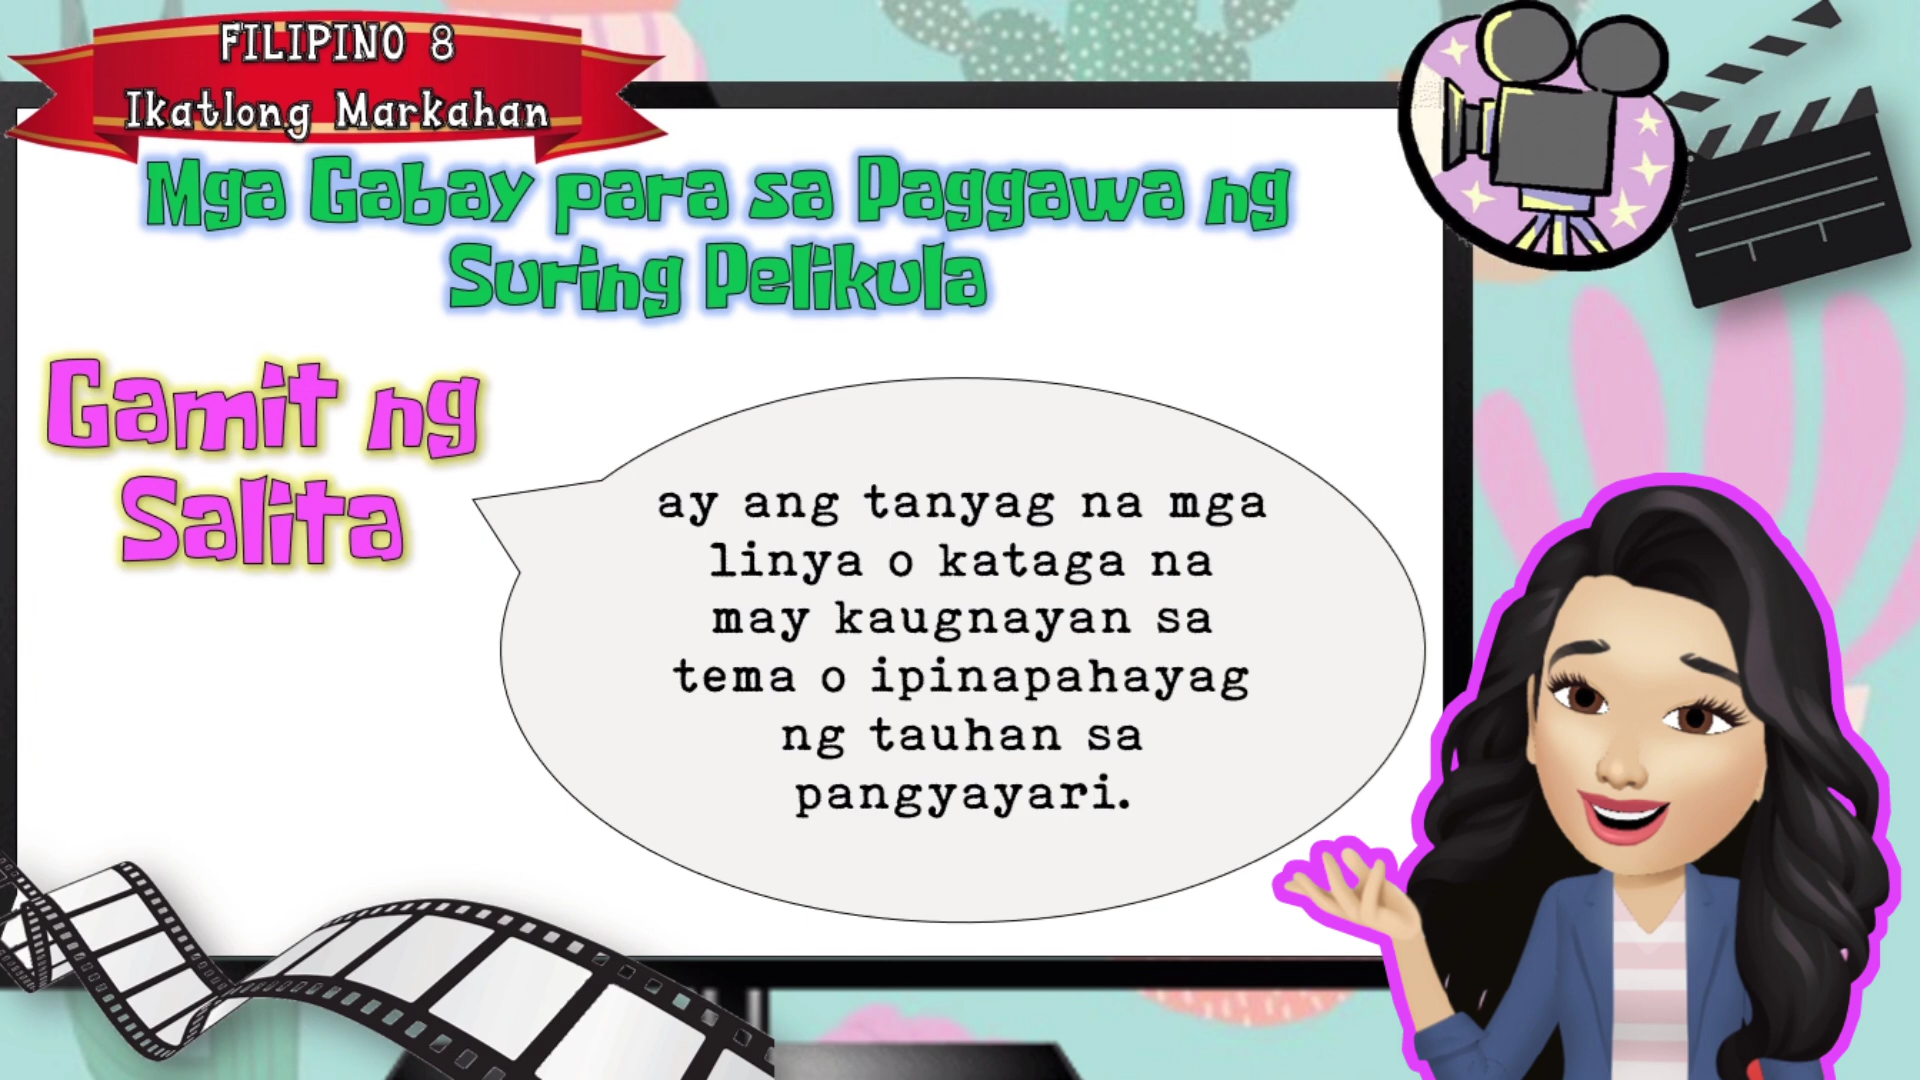 FILIPINO 8
Ikatlong Markahan
Mga Gabay para sa Paggawa ng
Suring Pelikula
Gamit ng
Salita
ay ang tanyag na mga
linya o kataga na
may kaugnayan sa
tema o ipinapahayag
ng tauhan sa
pangyayari.